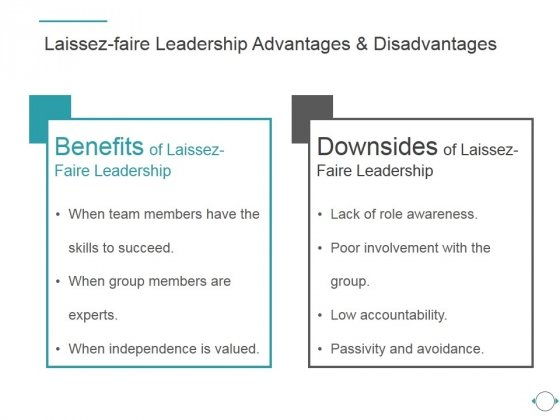 Laissez-faire Leadership Advantages & Disadvantages
Benefits of Laissez-
Faire Leadership
• When team members have the
skills to succeed.
• When group members are
experts.
• When independence is valued.
Downsides of Laissez-
Faire Leadership
• Lack of role awareness.
• Poor involvement with the
group.
• Low accountability.
• Passivity and avoidance.